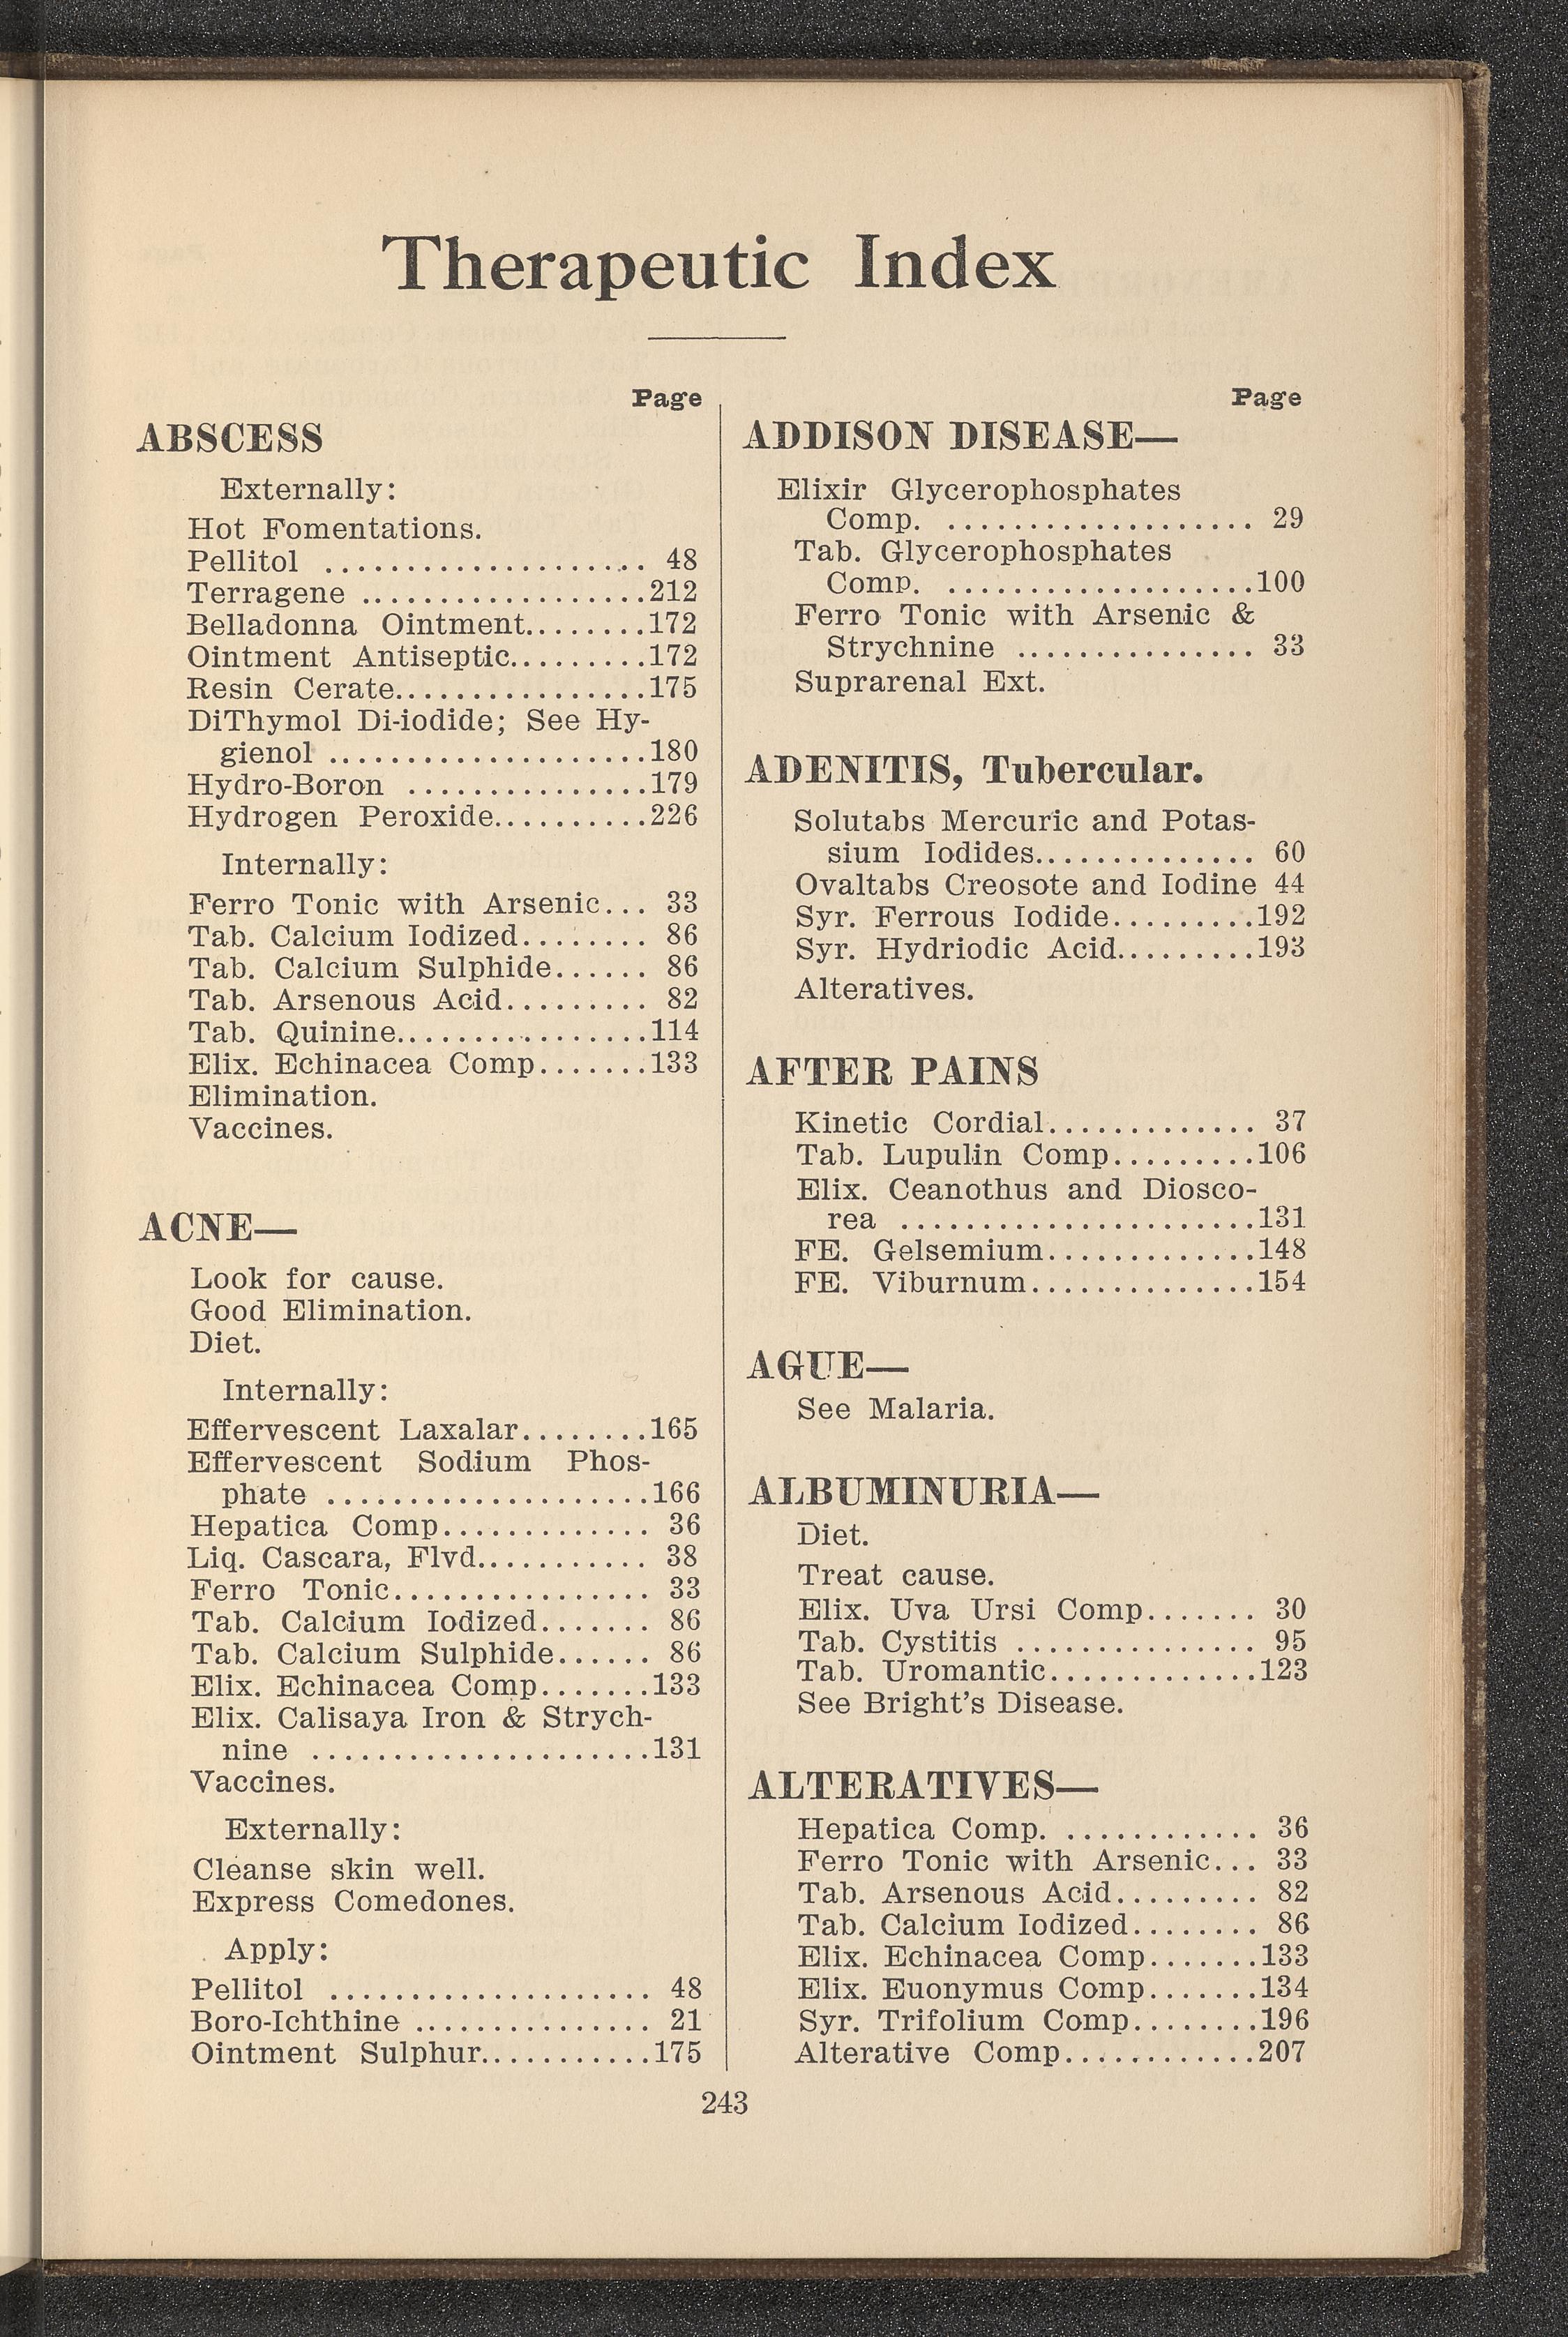 Therapeutic Index
Page
ABSCESS
Externally:
Hot Fomentations.
Pellitol .................... 48
Terragene ..................212
Belladonna Ointment........172
Ointment Antiseptic.........172
Resin Cerate................175
DiThymol Di-iodide; See Hy-
gienol ....................180
Hydro-Boron ...............179
Hydrogen Peroxide..........226
Internally:
Ferro Tonic with Arsenic... 33
Tab. Calcium Iodized........ 86
Tab. Calcium Sulphide...... 86
Tab. Arsenous Acid......... 82
Tab. Quinine................114
Elix. Echinacea Comp.......133
Elimination.
Vaccines.
ACNE—
Look for cause.
Good Elimination.
Diet.
Internally:
Effervescent Laxalar........165
Effervescent Sodium Phos-
phate ....................166
Hepatica Comp............. 36
Liq. Cascara, Flvd........... 38
Ferro Tonic................ 33
Tab. Calcium Iodized....... 86
Tab. Calcium Sulphide...... 86
Elix. Echinacea Comp.......133
Elix. Calisaya Iron & Strych-
nine .....................131
Vaccines.
Externally:
Cleanse skin well.
Express Comedones.
Apply:
Pellitol .................... 48
Boro-Ichthine ............... 21
Ointment Sulphur...........175
Page
ADDISON DISEASE—
Elixir Glycerophosphates
Comp. ................... 29
Tab. Glycerophosphates
Comp. ...................100
Ferro Tonic with Arsenic &
Strychnine ............... 33
Suprarenal Ext.
ADENITIS, Tubercular.
Solutabs Mercuric and Potas-
sium Iodides.............. 60
Ovaltabs Creosote and Iodine 44
Syr. Ferrous Iodide.........192
Syr. Hydriodic Acid.........193
Alteratives.
AFTER PAINS
Kinetic Cordial............. 37
Tab. Lupulin Comp.........106
Elix. Ceanothus and Diosco-
rea ......................131
FE. Gelsemium.............148
FE. Viburnum..............154
AGUE—
See Malaria.
ALBUMINURIA—
Diet.
Treat cause.
Elix. Uva Ursi Comp....... 30
Tab. Cystitis ............... 95
Tab. Uromantic.............123
See Bright's Disease.
ALTERATIVES—
Hepatica Comp. ............ 36
Ferro Tonic with Arsenic... 33
Tab. Arsenous Acid......... 82
Tab. Calcium Iodized........ 86
Elix. Echinacea Comp.......133
Elix. Euonymus Comp.......134
Syr. Trifolium Comp........196
Alterative Comp............207
243